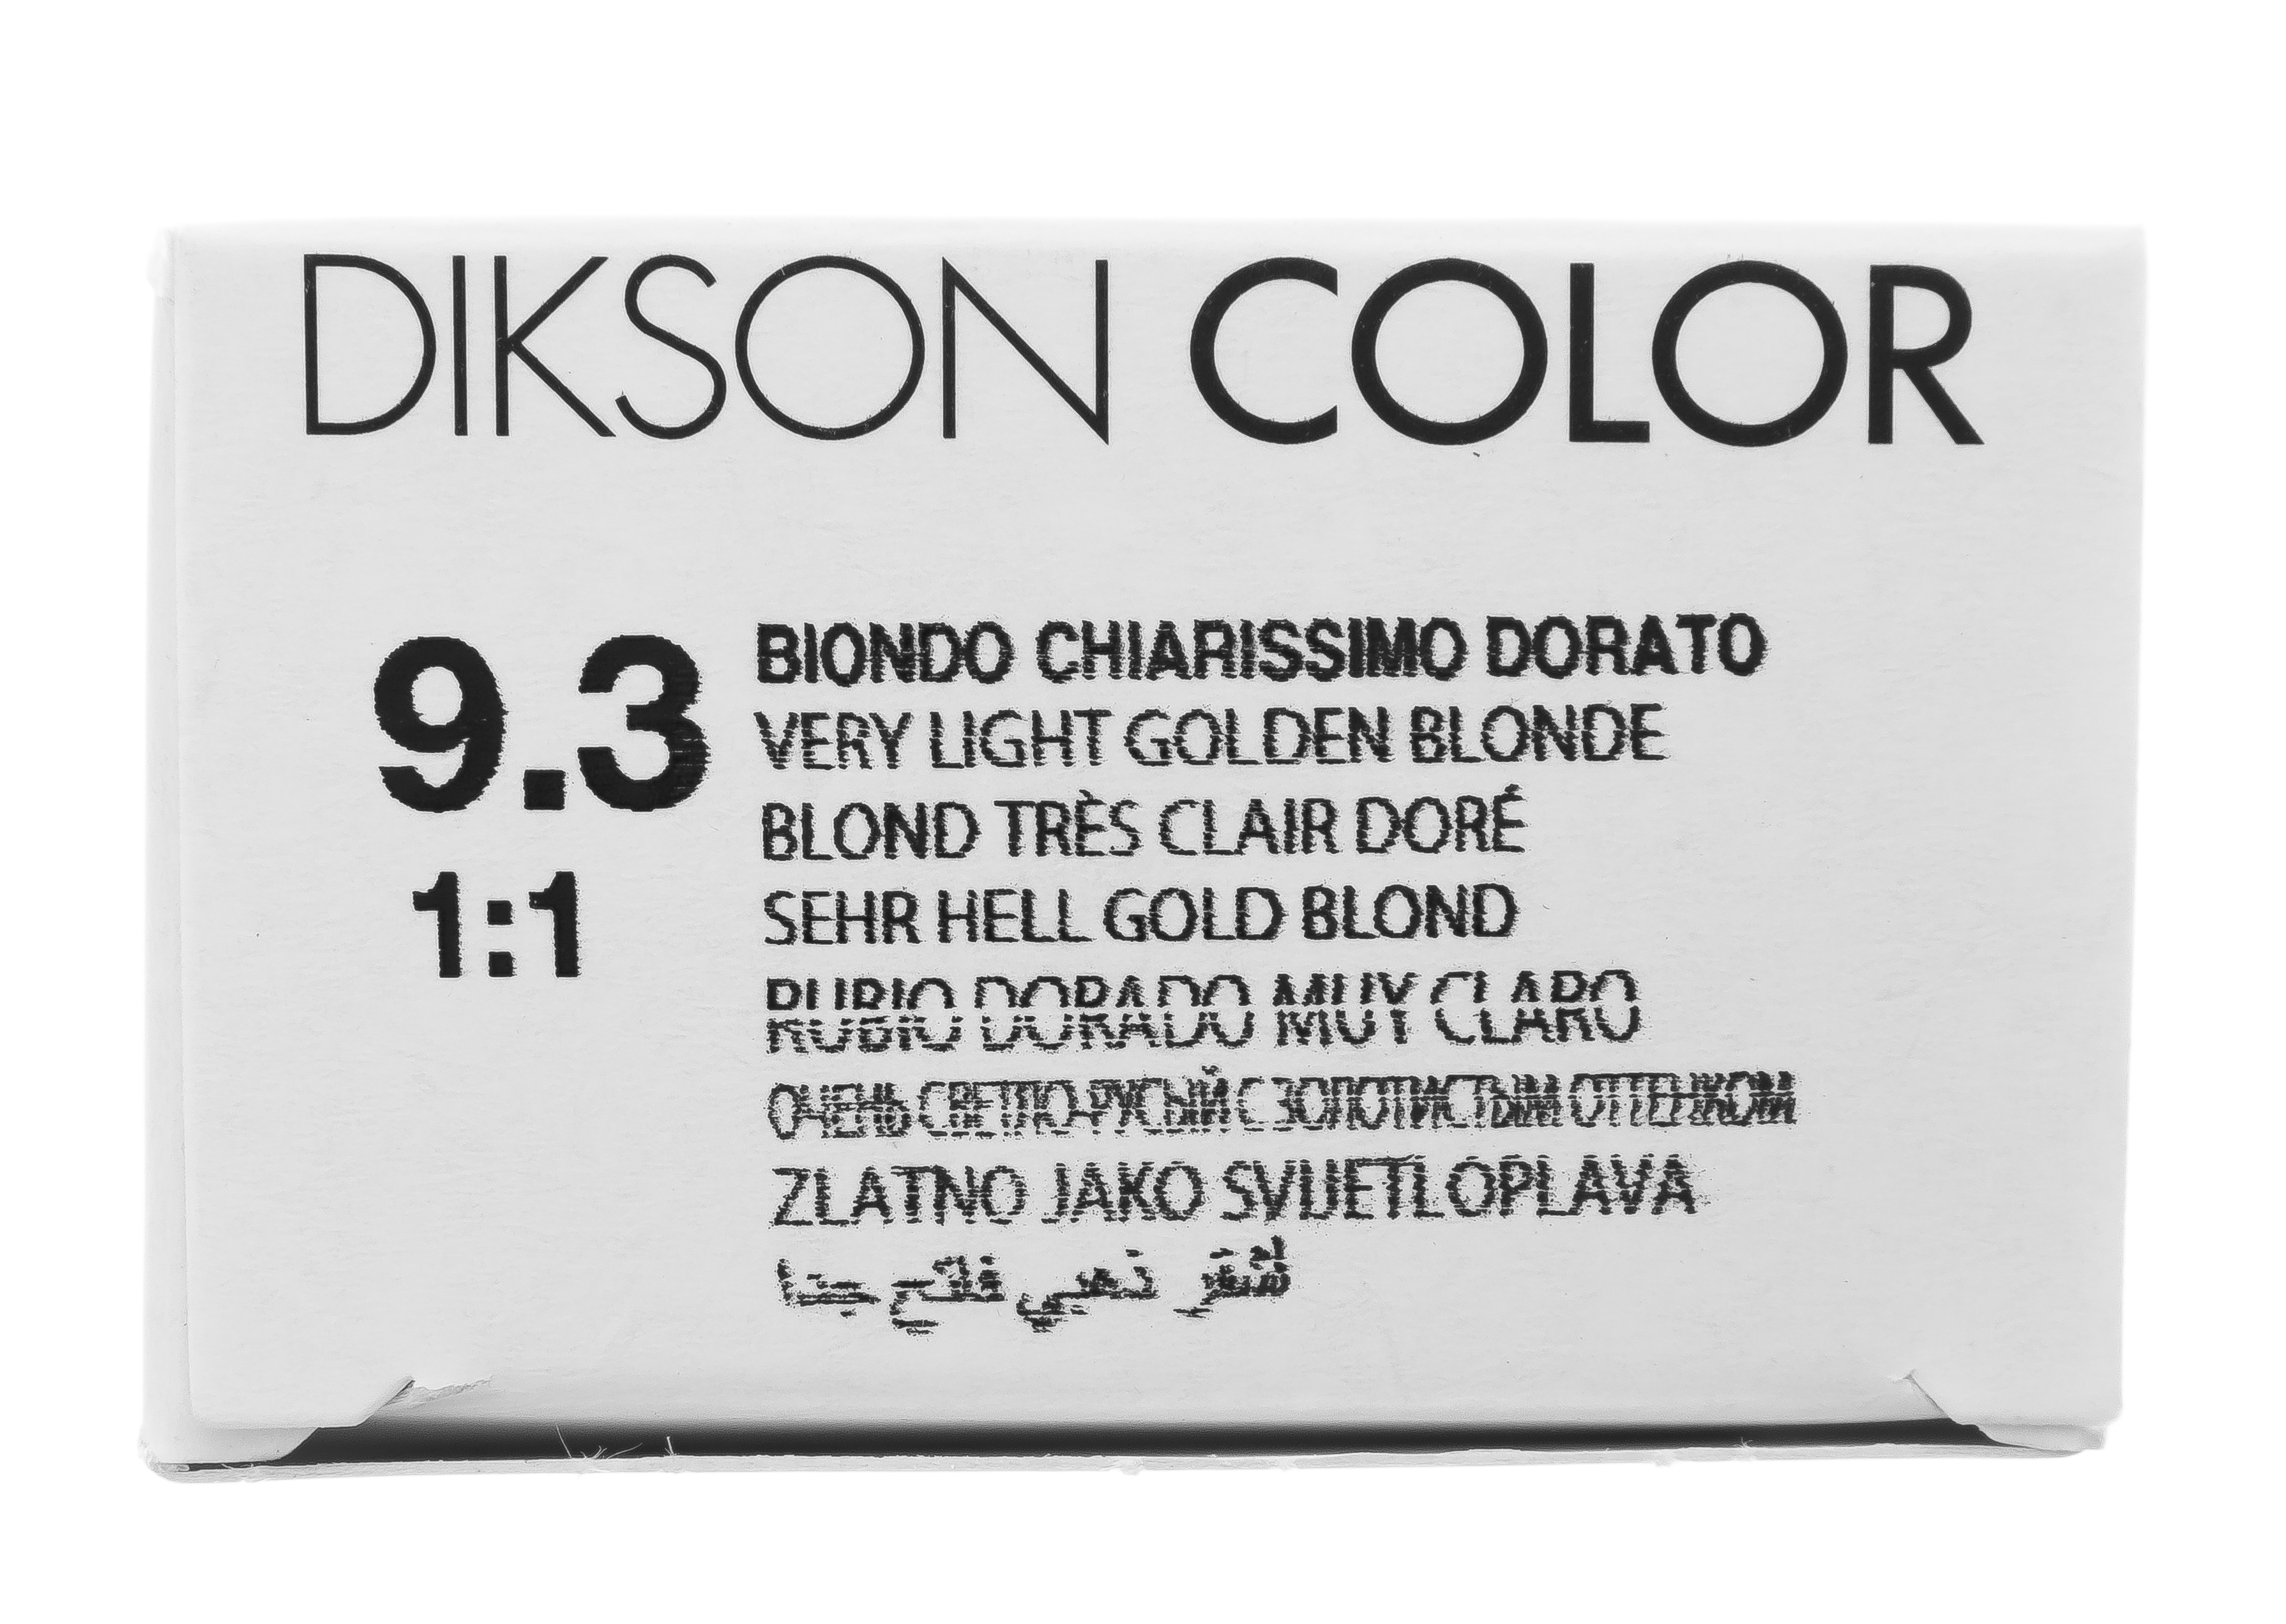 DIKSON COLOR
9.3
1:1
BIONDO CHIARISSIMO DORATO
VERY LIGHT GOLDEN BLONDE
BLOND TRÈS CLAIR DORÉ
SEHR HELL GOLD BLOND
RUBIO DORADO MUY CLARO
ОЧЕНЬ СВЕТЛО-РУСЫЙ С ЗОЛОТИСТЫМ ОТТЕНКОМ
ZLATNO JAKO SVIJETLOPLAVA
أشقر ذهبي فاتح جدا